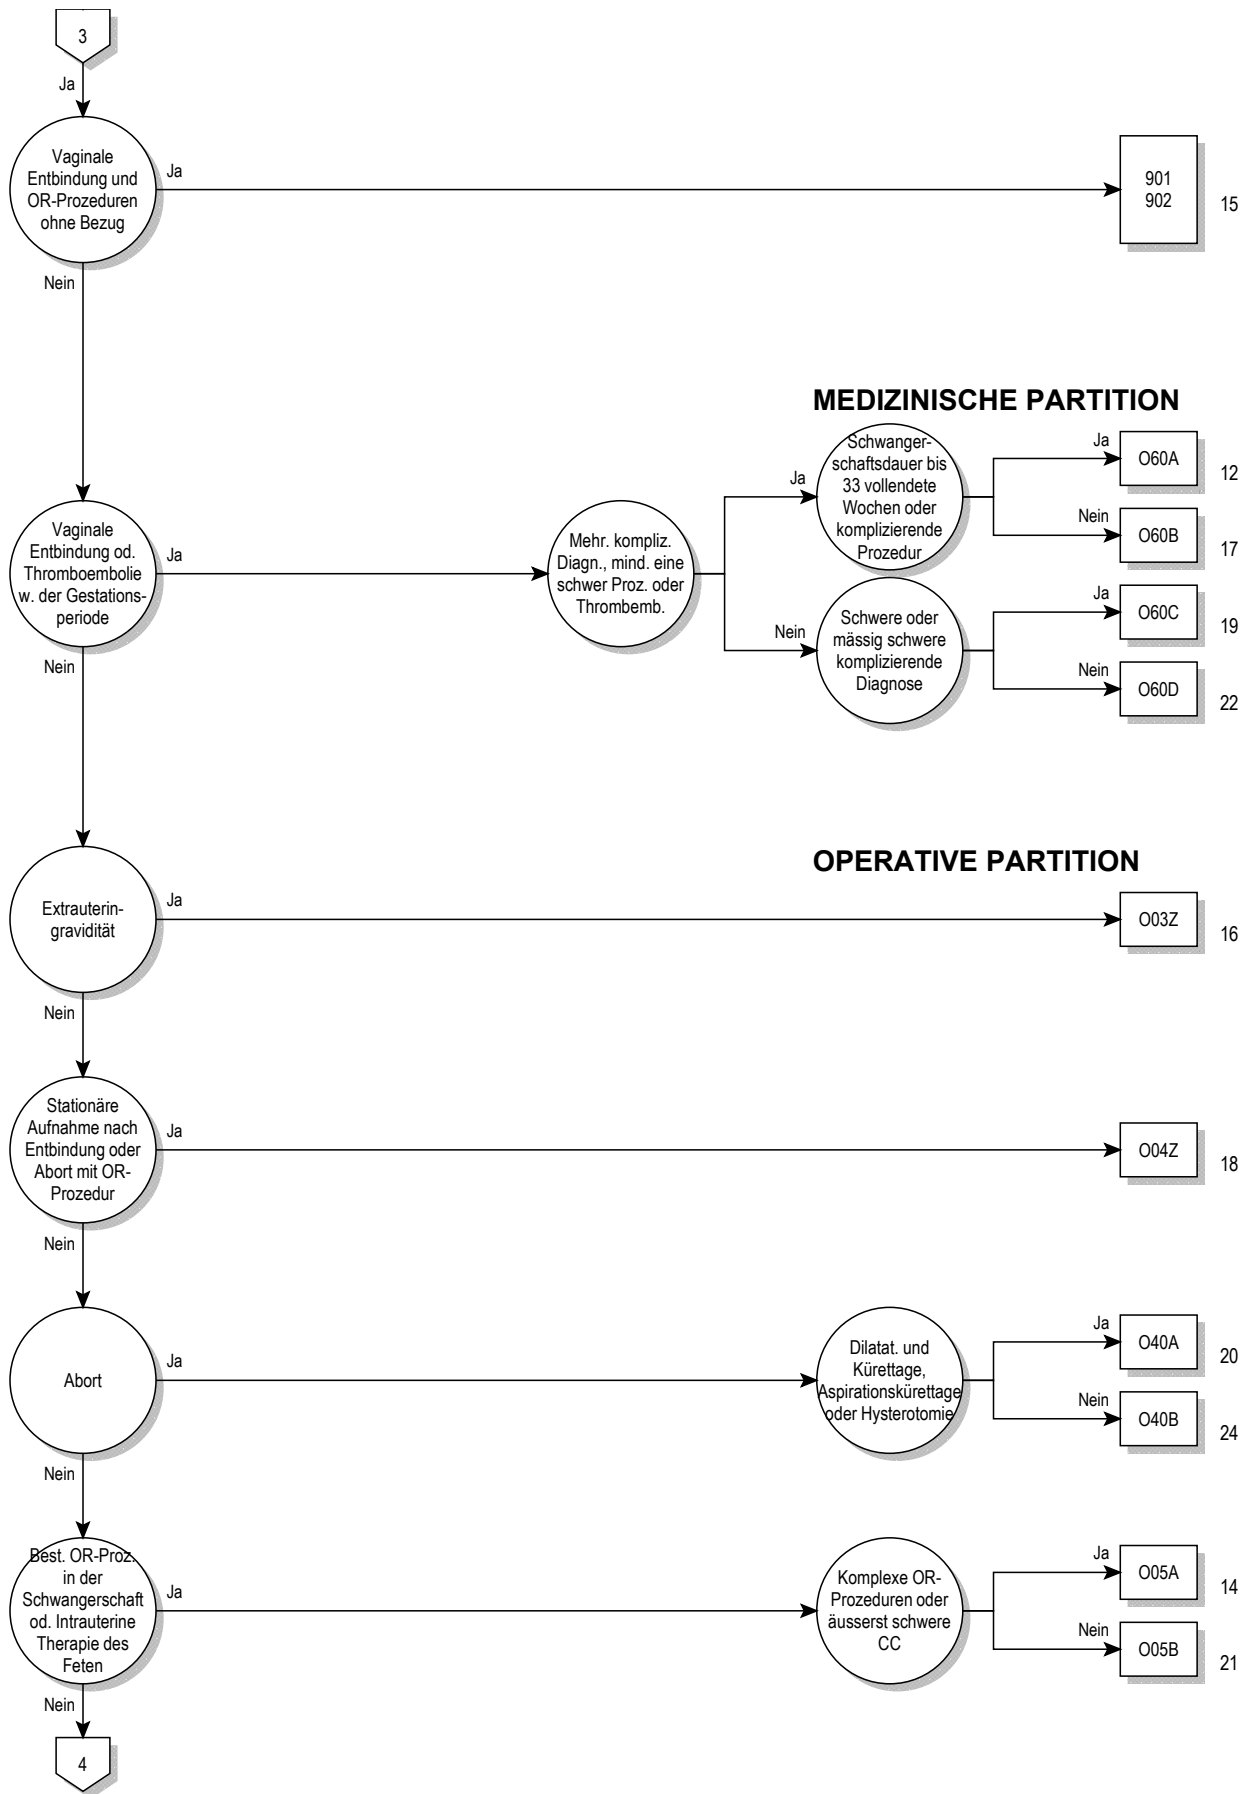 3
Ja
Vaginale
Entbindung und
OR-Prozeduren
ohne Bezug
Ja
901
902
15
Nein
MEDIZINISCHE PARTITION
Vaginale
Entbindung od.
Thromboembolie
w. der Gestations-
periode
Ja
Mehr. kompliz.
Diagn., mind. eine
schwer Proz. oder
Thrombemb.
Ja
Schwanger-
schaftsdauer bis
33 vollendete
Wochen oder
komplizierende
Prozedur
Ja
O60A
12
Nein
O60B
17
Nein
Schwere oder
mässig schwere
komplizierende
Diagnose
Ja
O60C
19
Nein
O60D
22
Nein
OPERATIVE PARTITION
Extrauterin-
gravidität
Ja
O03Z
16
Nein
Stationäre
Aufnahme nach
Entbindung oder
Abort mit OR-
Prozedur
Ja
O04Z
18
Nein
Abort
Ja
Dilatat. und
Kürettage,
Aspirationskürettage
oder Hysterotomie
Ja
O40A
20
Nein
O40B
24
Nein
Best. OR-Proz.
in der
Schwangerschaft
od. Intrauterine
Therapie des
Feten
Ja
Komplexe OR-
Prozeduren oder
äusserst schwere
CC
Ja
O05A
14
Nein
O05B
21
Nein
4